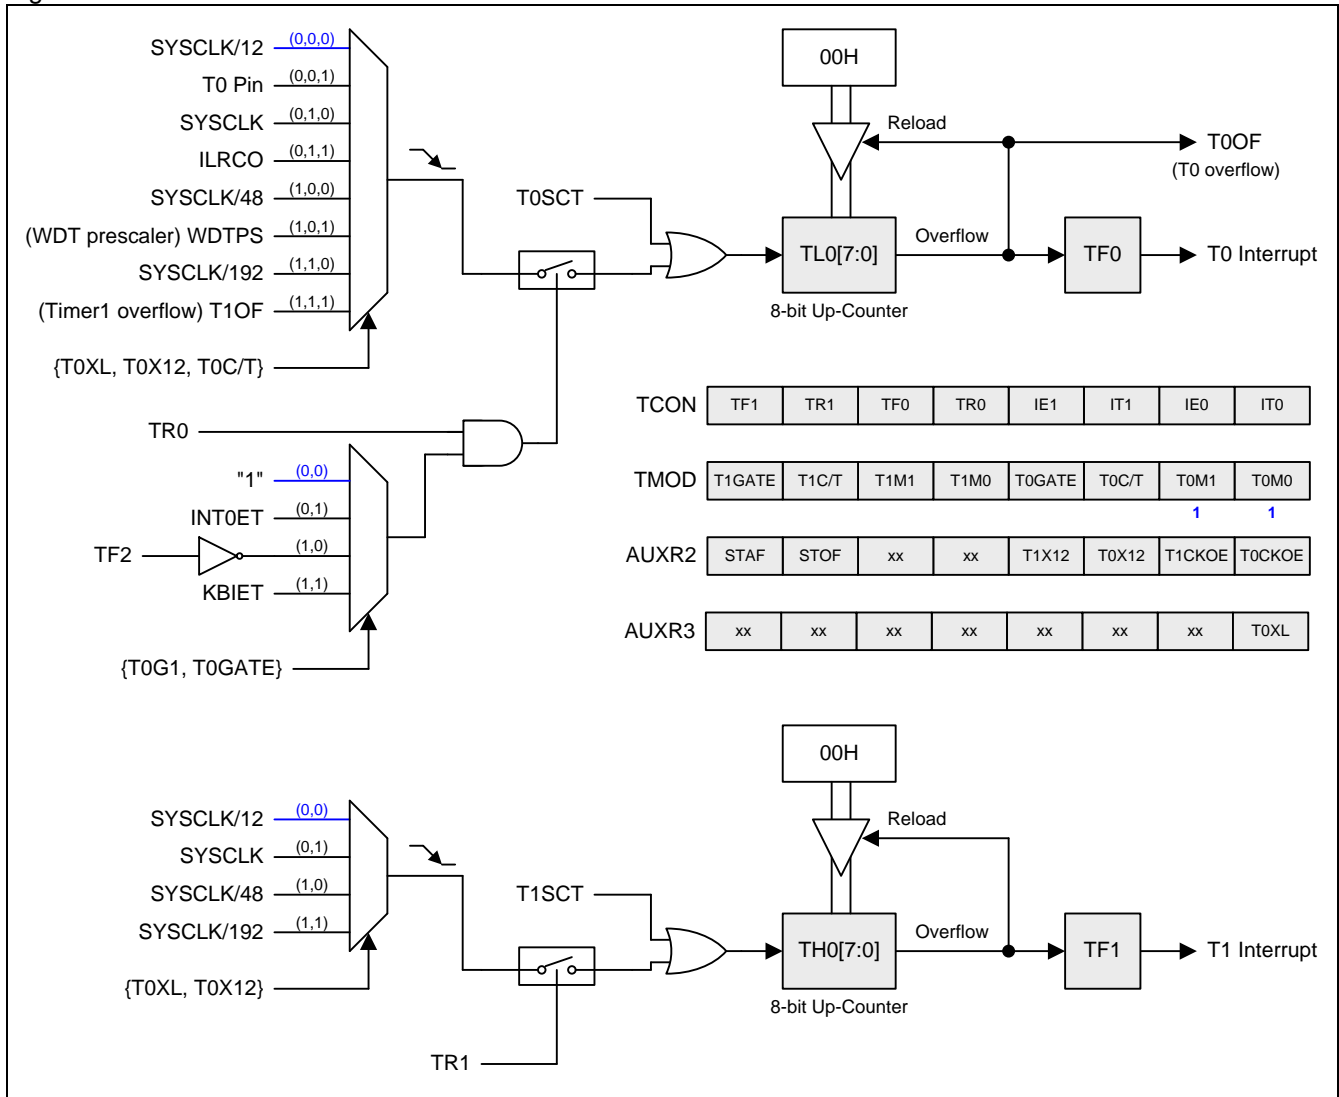 SYSCLK/12 (0,0,0)
T0 Pin (0,0,1)
SYSCLK (0,1,0)
ILRCO (0,1,1)
SYSCLK/48 (1,0,0)
(WDT prescaler) WDTPS (1,0,1)
SYSCLK/192 (1,1,0)
(Timer1 overflow) T1OF (1,1,1)
{T0XL, T0X12, T0C/T}
TR0
"1" (0,0)
INT0ET (0,1)
TF2 (1,0)
KBIET (1,1)
{T0G1, T0GATE}
T0SCT
00H
Reload
TL0[7:0]
8-bit Up-Counter
Overflow
T0OF
(T0 overflow)
TF0
T0 Interrupt
TCON TF1 TR1 TF0 TR0 IE1 IT1 IE0 IT0
TMOD T1GATE T1C/T T1M1 T1M0 T0GATE T0C/T T0M1 T0M0
1 1
AUXR2 STAF STOF xx xx T1X12 T0X12 T1CKOE T0CKOE
AUXR3 xx xx xx xx xx xx xx T0XL
SYSCLK/12 (0,0)
SYSCLK (0,1)
SYSCLK/48 (1,0)
SYSCLK/192 (1,1)
{T0XL, T0X12}
T1SCT
TR1
00H
Reload
TH0[7:0]
8-bit Up-Counter
Overflow
TF1
T1 Interrupt